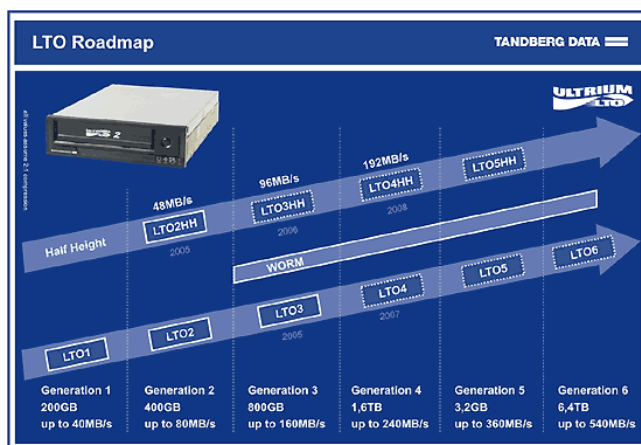 LTO Roadmap
TANDBERG DATA
ULTRIUM
LTO
2
all values assume 2:1 compression
48MB/s
96MB/s
192MB/s
LTO2HH
LTO3HH
LTO4HH
LTO5HH
2005
2006
2008
Half Height
WORM
LTO1
LTO2
LTO3
LTO4
LTO5
LTO6
2005
2007
Generation 1
200GB
up to 40MB/s
Generation 2
400GB
up to 80MB/s
Generation 3
800GB
up to 160MB/s
Generation 4
1,6TB
up to 240MB/s
Generation 5
3,2GB
up to 360MB/s
Generation 6
6,4TB
up to 540MB/s